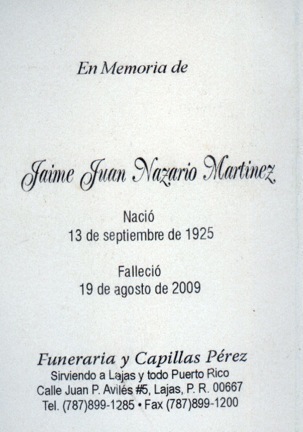 En Memoria de
Jaime Juan Nazario Martinez
Nació
13 de septiembre de 1925
Falleció
19 de agosto de 2009
Funeraria y Capillas Pérez
Sirviendo a Lajas y todo Puerto Rico
Calle Juan P. Avilés #5, Lajas, P. R. 00667
Tel. (787)899-1285 • Fax (787)899-1200